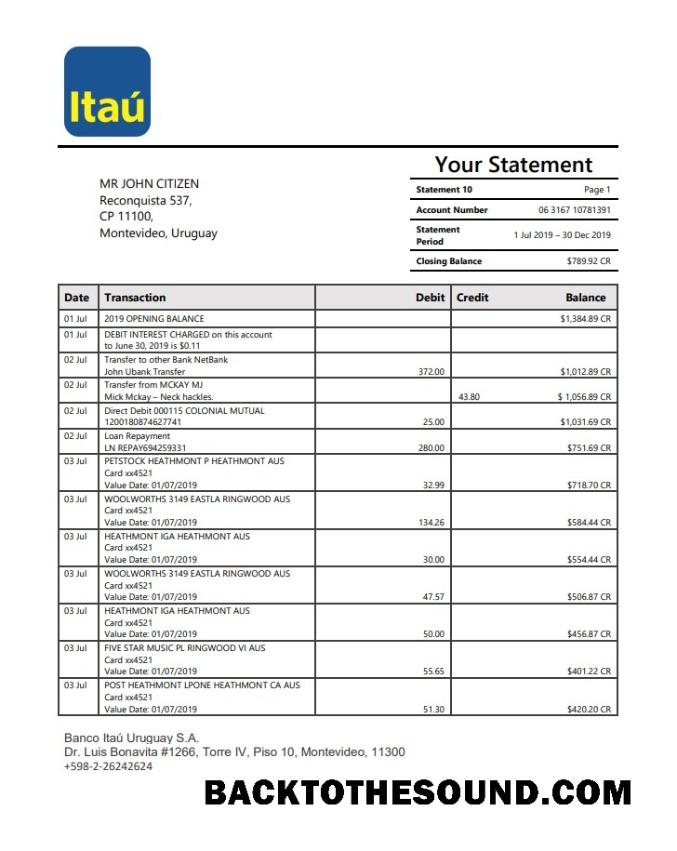 Itaú
Your Statement
MR JOHN CITIZEN
Reconquista 537,
CP 11100,
Montevideo, Uruguay
Statement 10 Page 1
Account Number 06 3167 10781391
Statement
Period 1 Jul 2019 – 30 Dec 2019
Closing Balance $789.92 CR
Date Transaction Debit Credit Balance
01 Jul 2019 OPENING BALANCE $1,384.89 CR
01 Jul DEBIT INTEREST CHARGED on this account
to June 30, 2019 is $0.11
02 Jul Transfer to other Bank NetBank
John Ubank Transfer 372.00 $1,012.89 CR
02 Jul Transfer from MCKAY MJ
Mick Mckay – Neck hackles. 43.80 $ 1,056.89 CR
02 Jul Direct Debit 000115 COLONIAL MUTUAL
1200180874627741 25.00 $1,031.69 CR
02 Jul Loan Repayment
LN REPAY694259331 280.00 $751.69 CR
03 Jul PETSTOCK HEATHMONT P HEATHMONT AUS
Card xx4521
Value Date: 01/07/2019 32.99 $718.70 CR
03 Jul WOOLWORTHS 3149 EASTLA RINGWOOD AUS
Card xx4521
Value Date: 01/07/2019 134.26 $584.44 CR
03 Jul HEATHMONT IGA HEATHMONT AUS
Card xx4521
Value Date: 01/07/2019 30.00 $554.44 CR
03 Jul WOOLWORTHS 3149 EASTLA RINGWOOD AUS
Card xx4521
Value Date: 01/07/2019 47.57 $506.87 CR
03 Jul HEATHMONT IGA HEATHMONT AUS
Card xx4521
Value Date: 01/07/2019 50.00 $456.87 CR
03 Jul FIVE STAR MUSIC PL RINGWOOD VI AUS
Card xx4521
Value Date: 01/07/2019 55.65 $401.22 CR
03 Jul POST HEATHMONT LPONE HEATHMONT CA AUS
Card xx4521
Value Date: 01/07/2019 51.30 $420.20 CR
Banco Itaú Uruguay S.A.
Dr. Luis Bonavita #1266, Torre IV, Piso 10, Montevideo, 11300
+598-2-26242624
BACKTOTHESOUND.COM